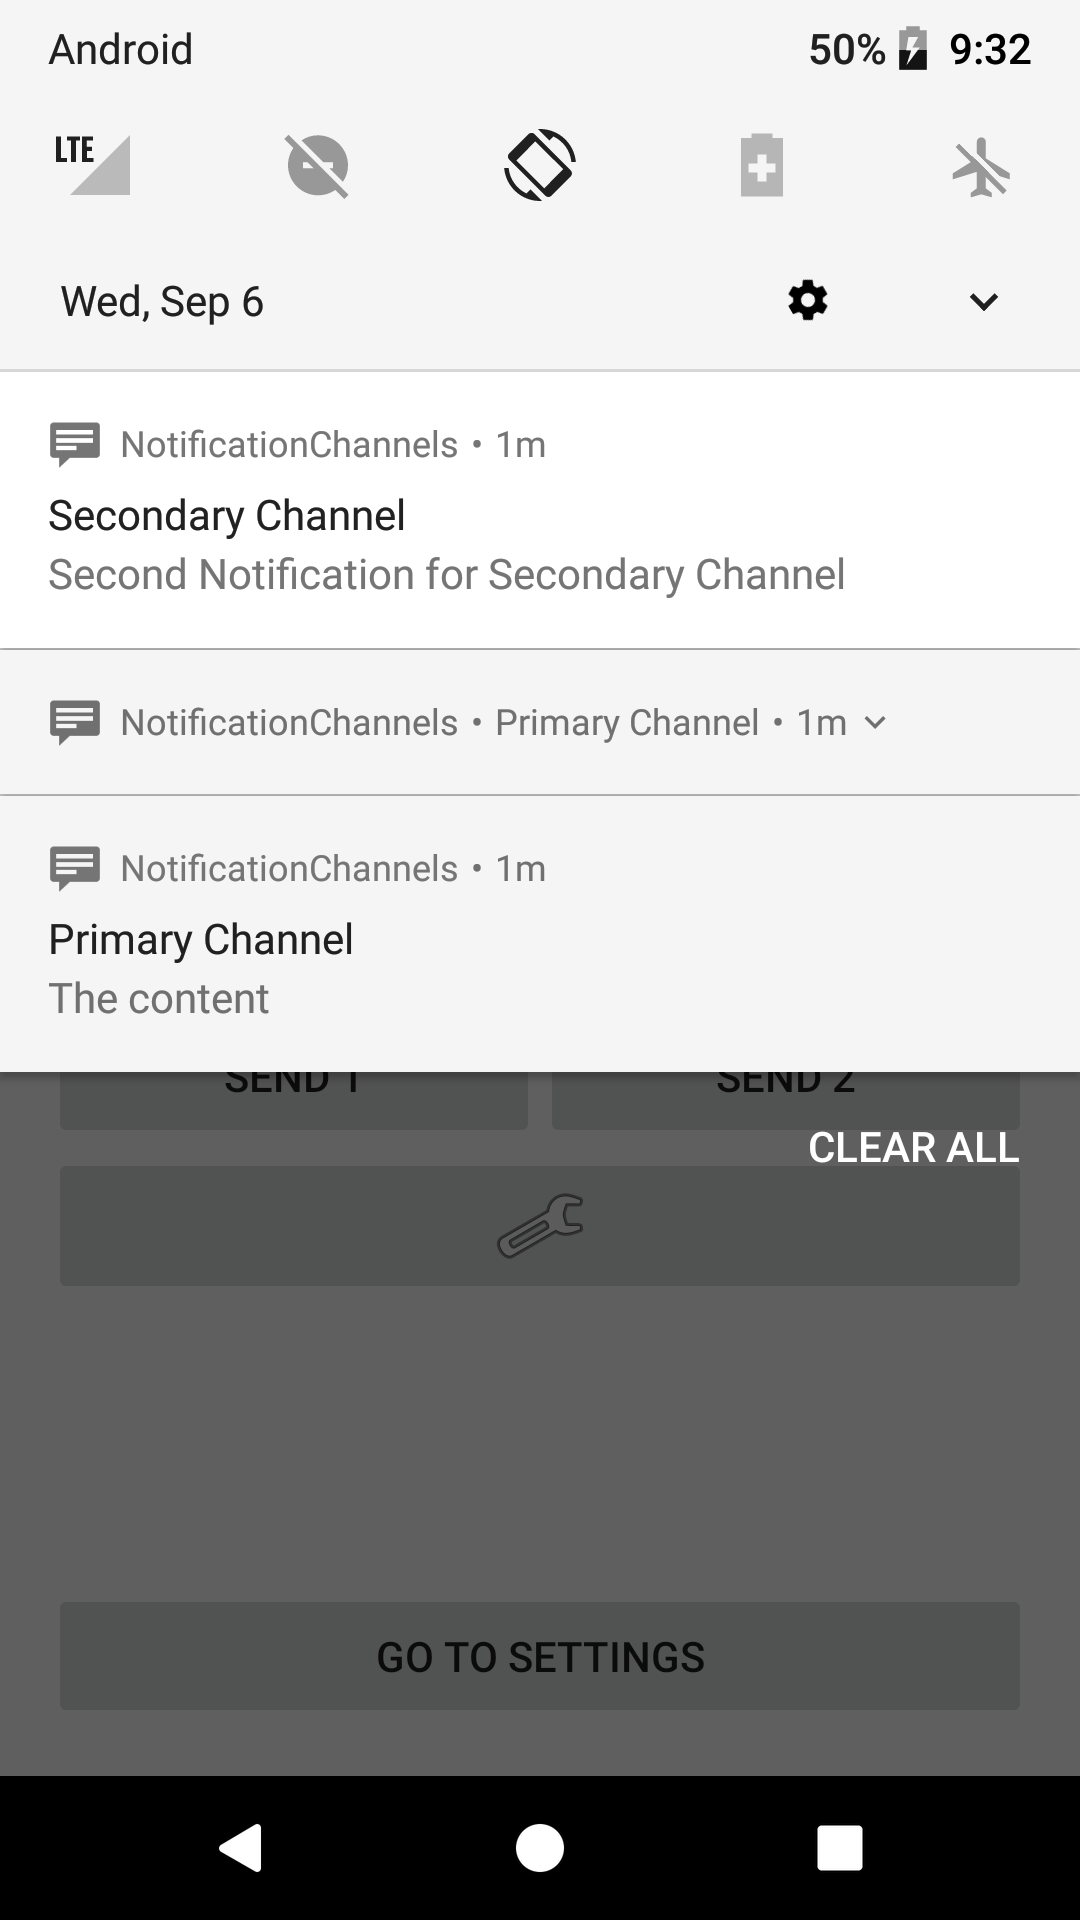 Android 50% 9:32
LTE
Wed, Sep 6
NotificationChannels • 1m
Secondary Channel
Second Notification for Secondary Channel
NotificationChannels • Primary Channel • 1m
NotificationChannels • 1m
Primary Channel
The content
SEND 1 SEND 2
CLEAR ALL
GO TO SETTINGS